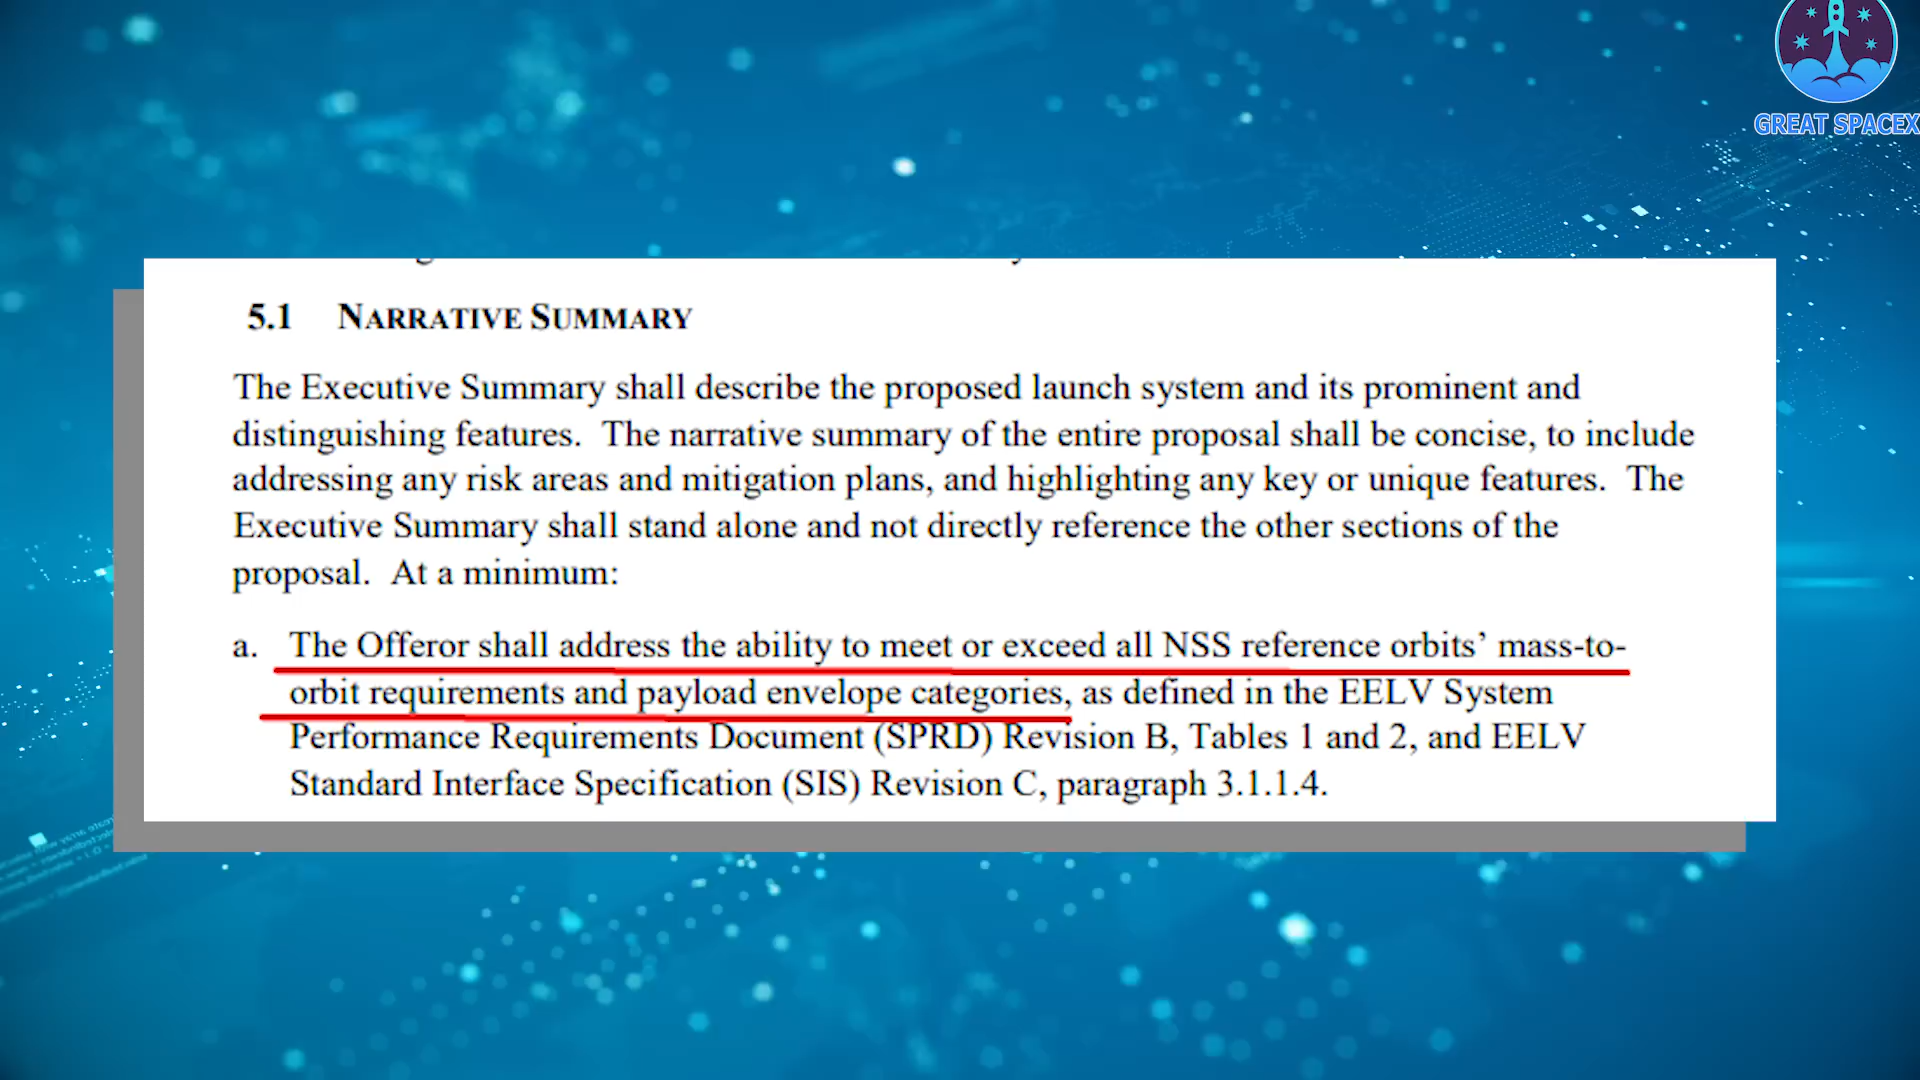 GREAT SPACEX
5.1 NARRATIVE SUMMARY
The Executive Summary shall describe the proposed launch system and its prominent and
distinguishing features. The narrative summary of the entire proposal shall be concise, to include
addressing any risk areas and mitigation plans, and highlighting any key or unique features. The
Executive Summary shall stand alone and not directly reference the other sections of the
proposal. At a minimum:
a. The Offeror shall address the ability to meet or exceed all NSS reference orbits’ mass-to-
orbit requirements and payload envelope categories, as defined in the EELV System
Performance Requirements Document (SPRD) Revision B, Tables 1 and 2, and EELV
Standard Interface Specification (SIS) Revision C, paragraph 3.1.1.4.